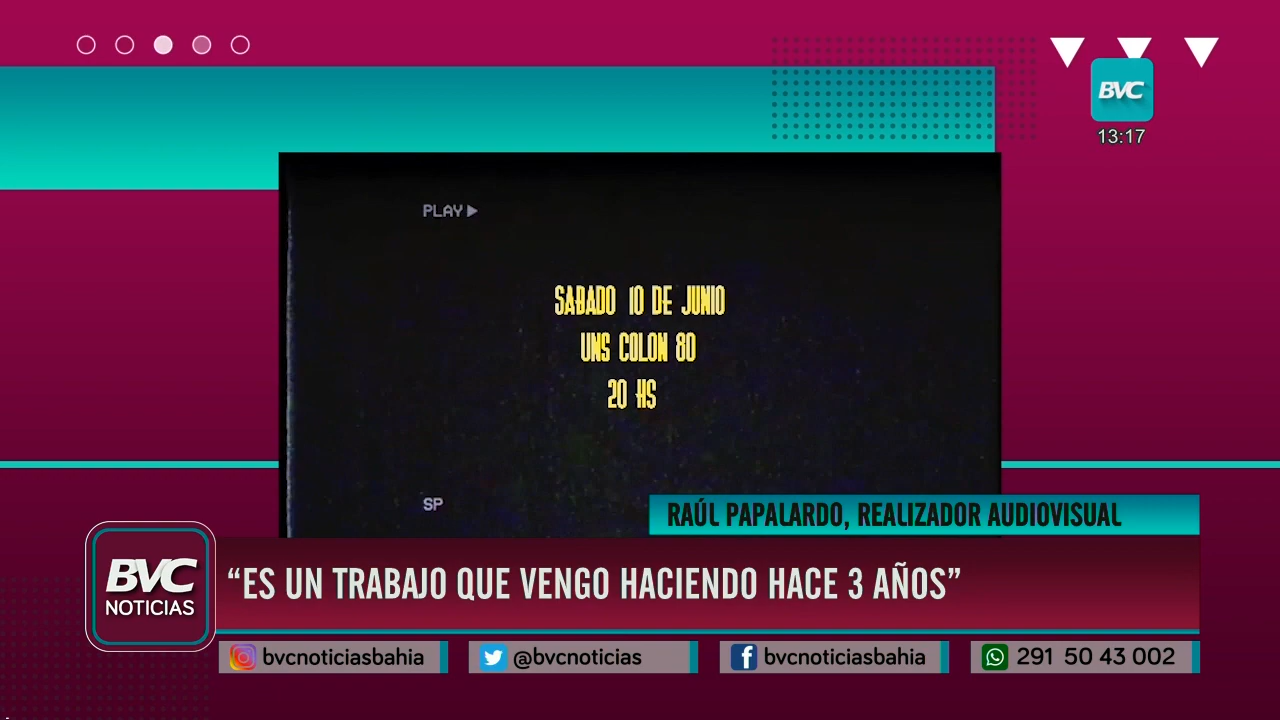 BVC
13:17
PLAY
SABADO 10 DE JUNIO
UNS COLON 80
20 HS
SP
RAÚL PAPALARDO, REALIZADOR AUDIOVISUAL
BVC
NOTICIAS
“ES UN TRABAJO QUE VENGO HACIENDO HACE 3 AÑOS”
bvcnoticiasbahia
@bvcnoticias
bvcnoticiasbahia
291 50 43 002